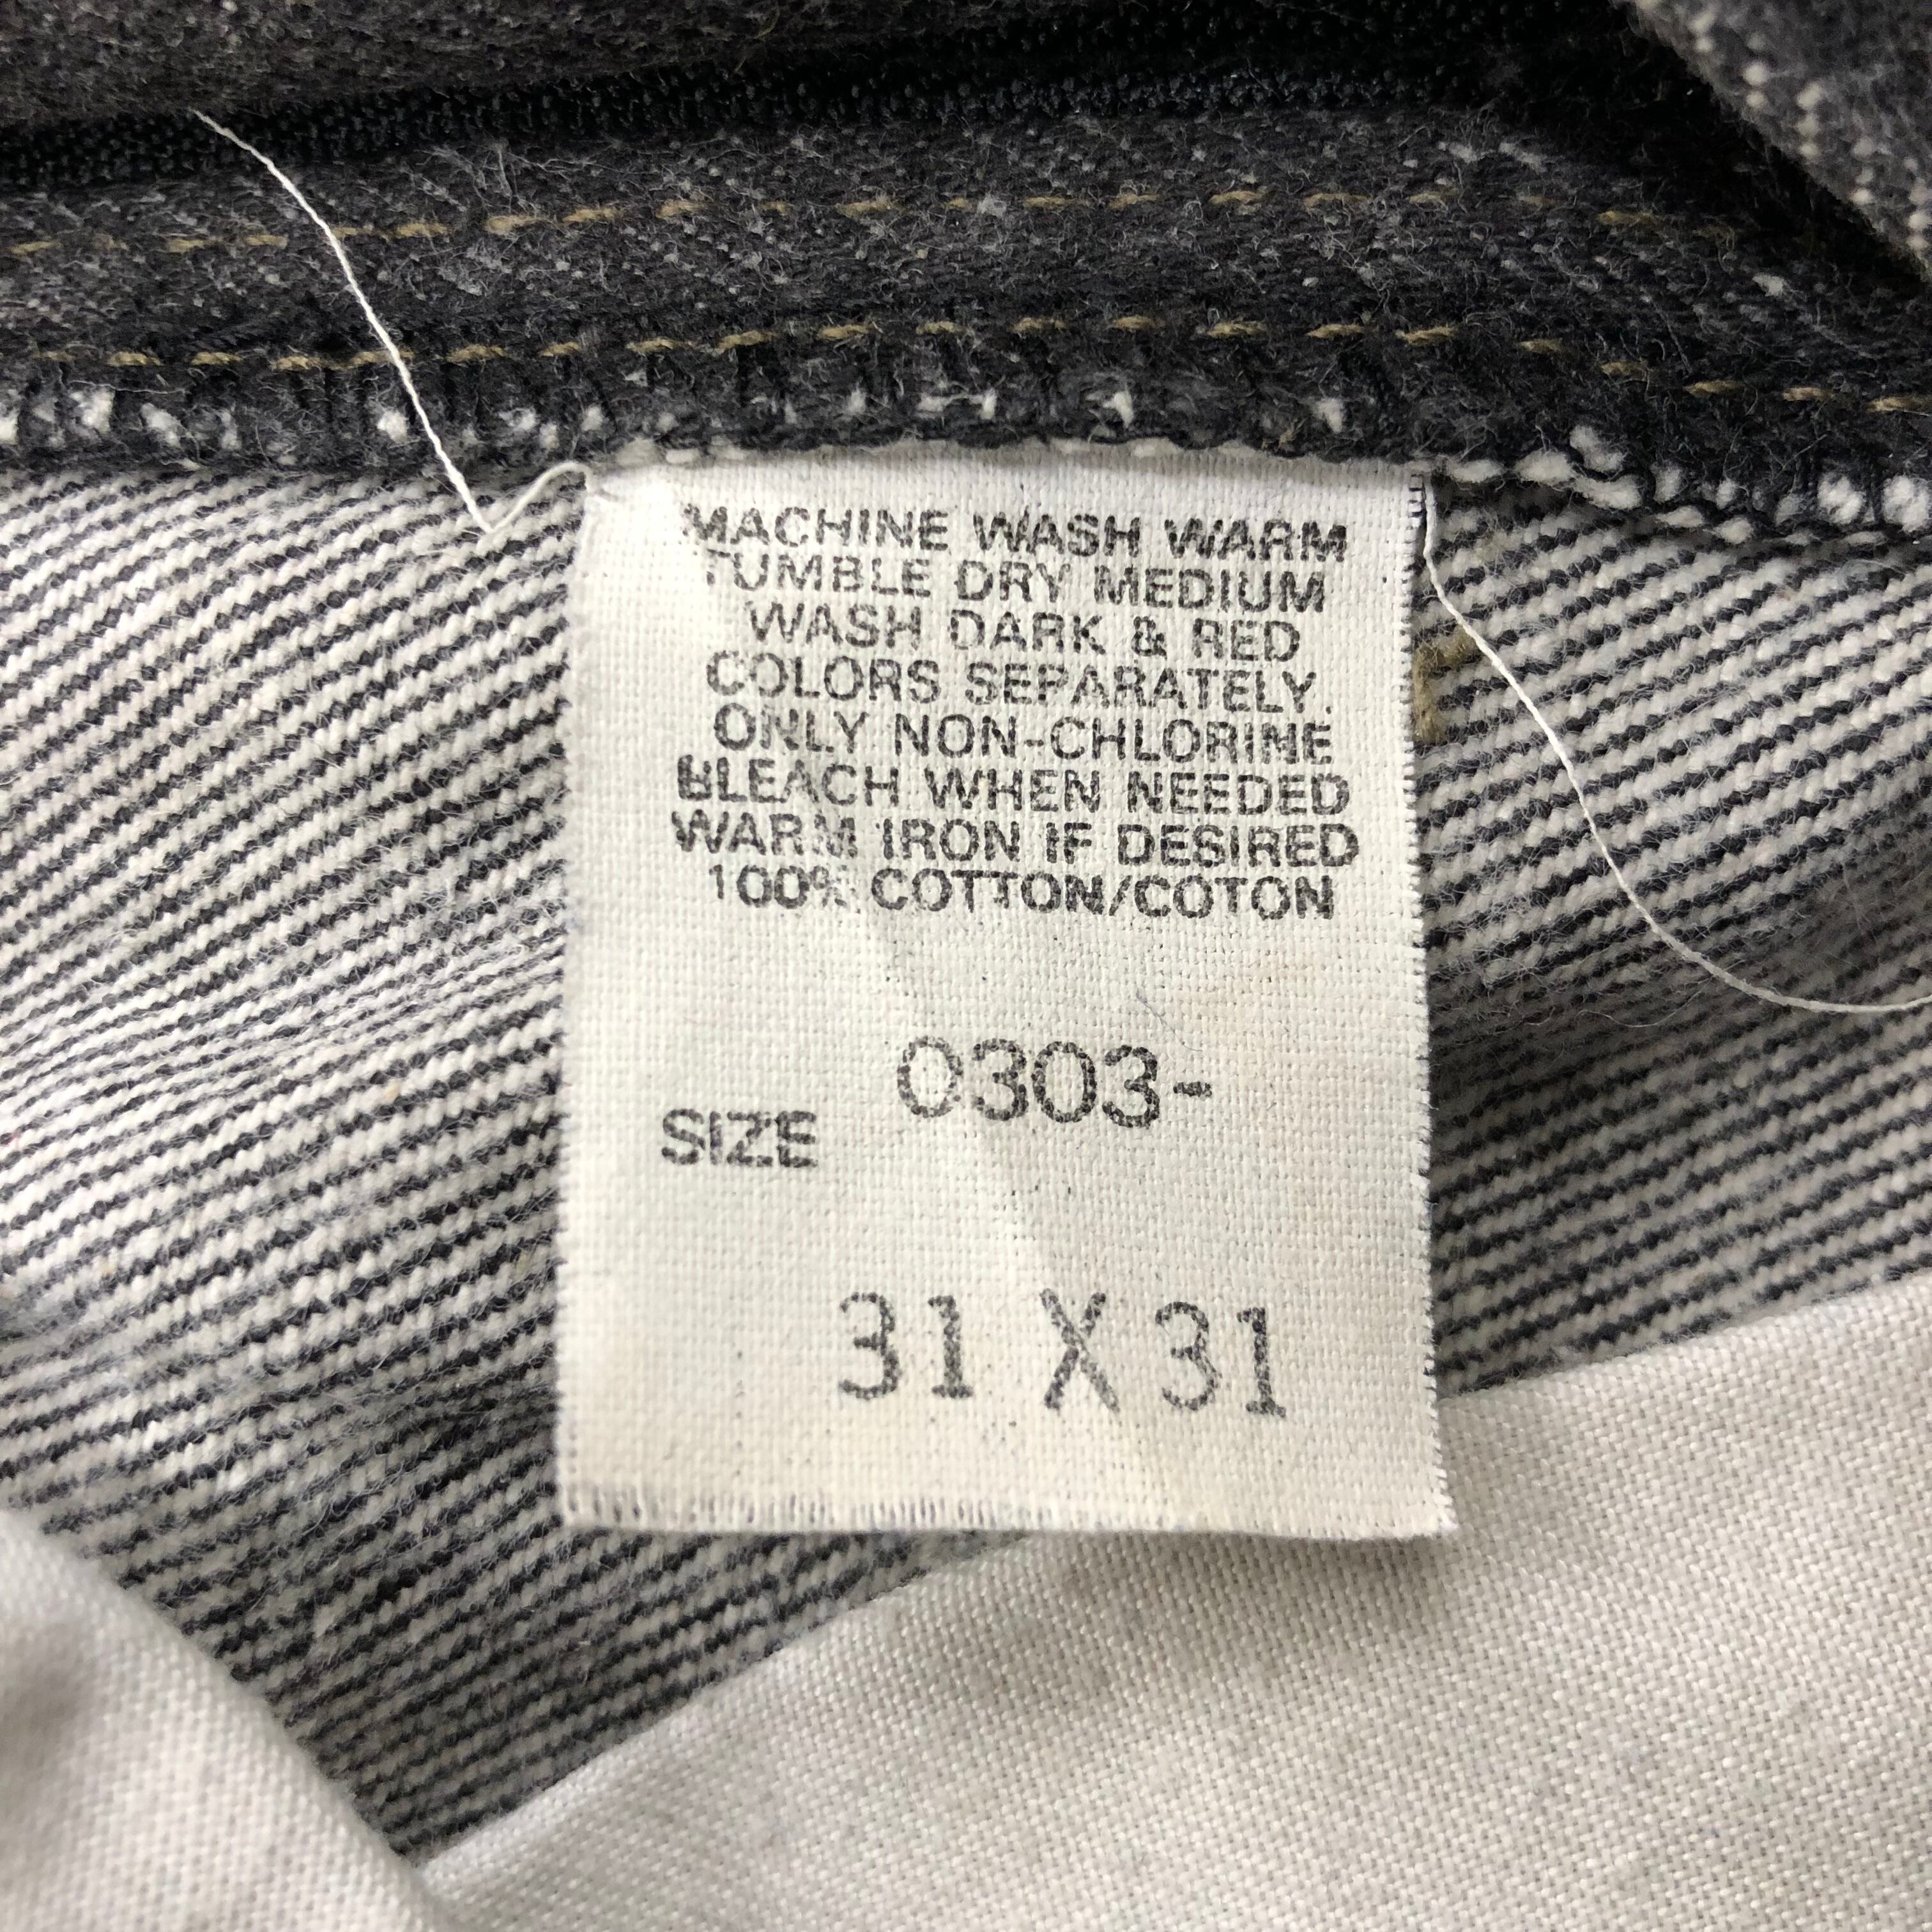 MACHINE WASH WARM
TUMBLE DRY MEDIUM
WASH DARK & RED
COLORS SEPARATELY.
ONLY NON-CHLORINE
BLEACH WHEN NEEDED
WARM IRON IF DESIRED
100% COTTON/COTON
0303-
SIZE
31 X 31